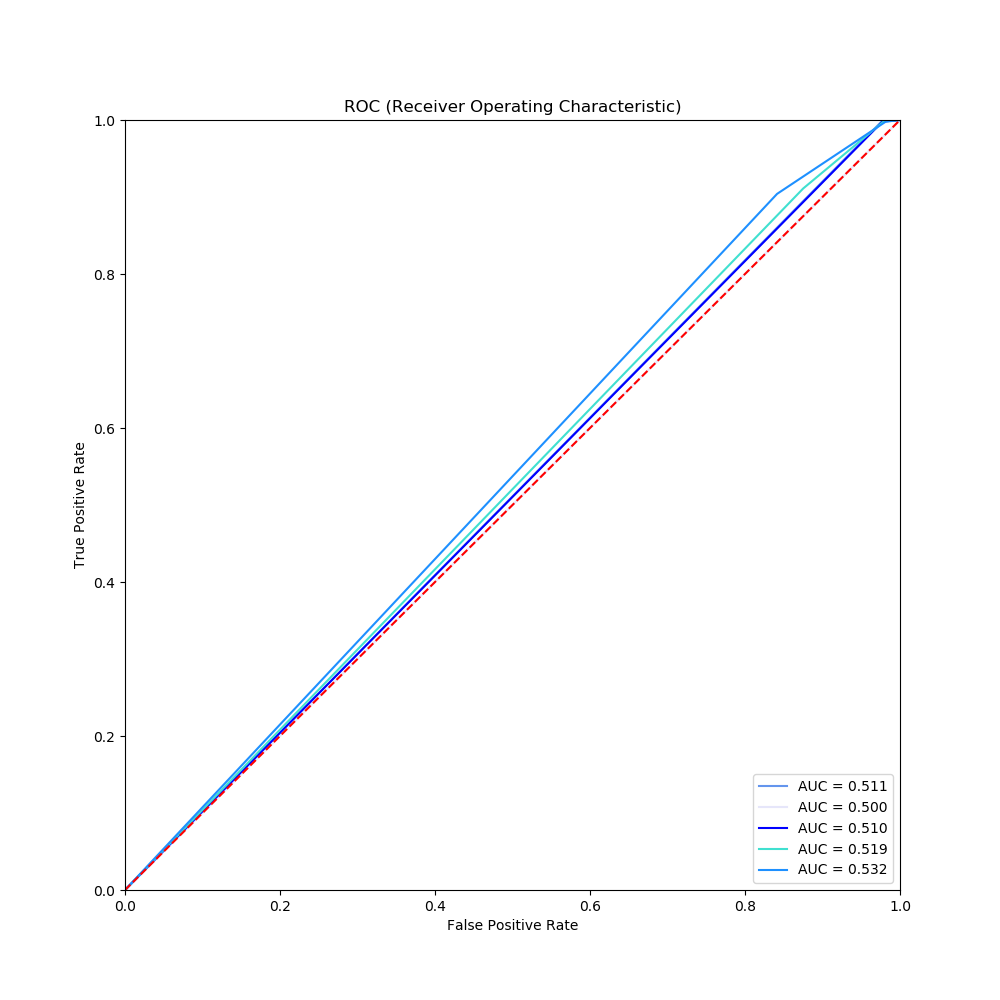 ROC (Receiver Operating Characteristic)
1.0
0.8
0.6
0.4
0.2
0.0
True Positive Rate
AUC = 0.511
AUC = 0.500
AUC = 0.510
AUC = 0.519
AUC = 0.532
0.0 0.2 0.4 0.6 0.8 1.0
False Positive Rate